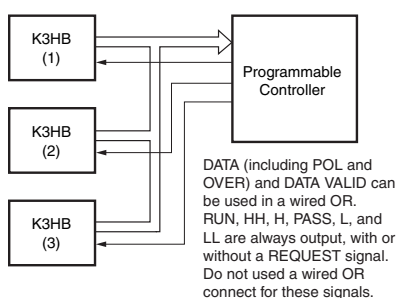 K3HB
(1)
K3HB
(2)
K3HB
(3)
Programmable
Controller
DATA (including POL and
OVER) and DATA VALID can
be used in a wired OR.
RUN, HH, H, PASS, L, and
LL are always output, with or
without a REQUEST signal.
Do not used a wired OR
connect for these signals.